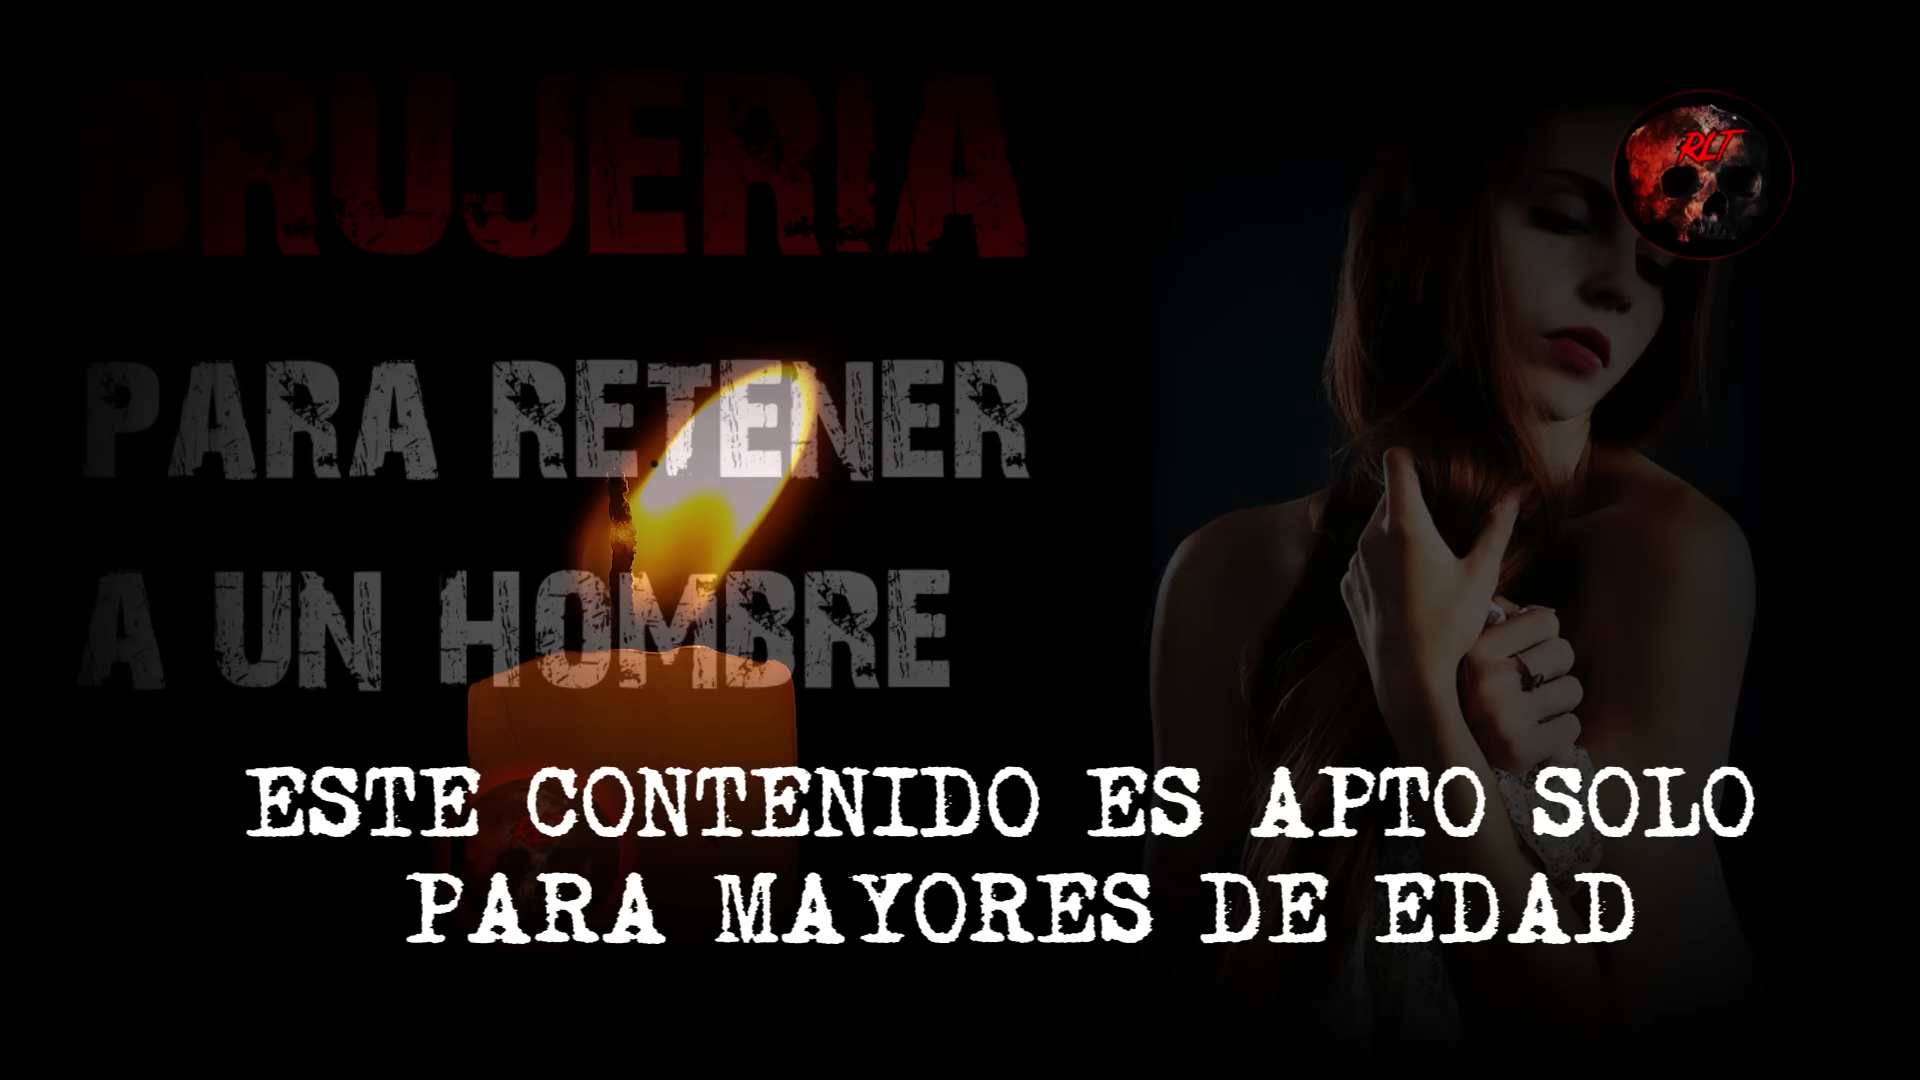 BRUJERIA
RLT
PARA RETENER
A UN HOMBRE
ESTE CONTENIDO ES APTO SOLO
PARA MAYORES DE EDAD